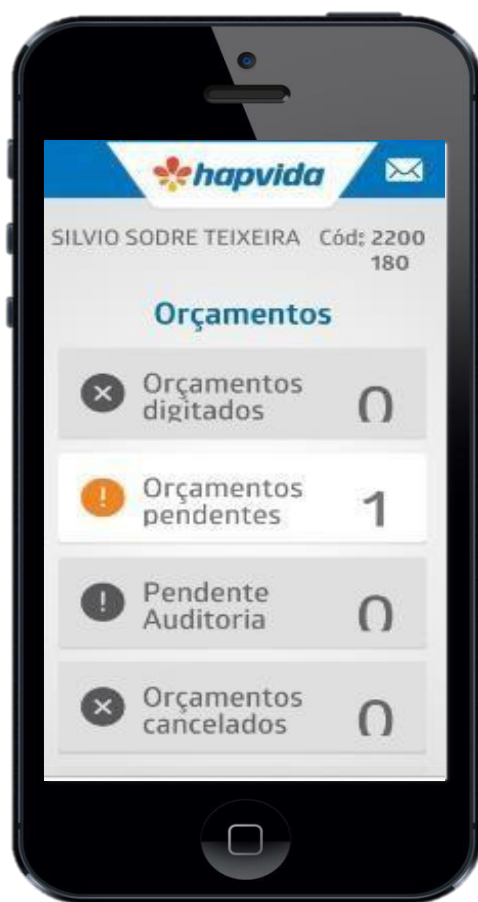 hapvida
SILVIO SODRE TEIXEIRA Cód: 2200
180
Orçamentos
Orçamentos
digitados 0
Orçamentos
pendentes 1
Pendente
Auditoria 0
Orçamentos
cancelados 0